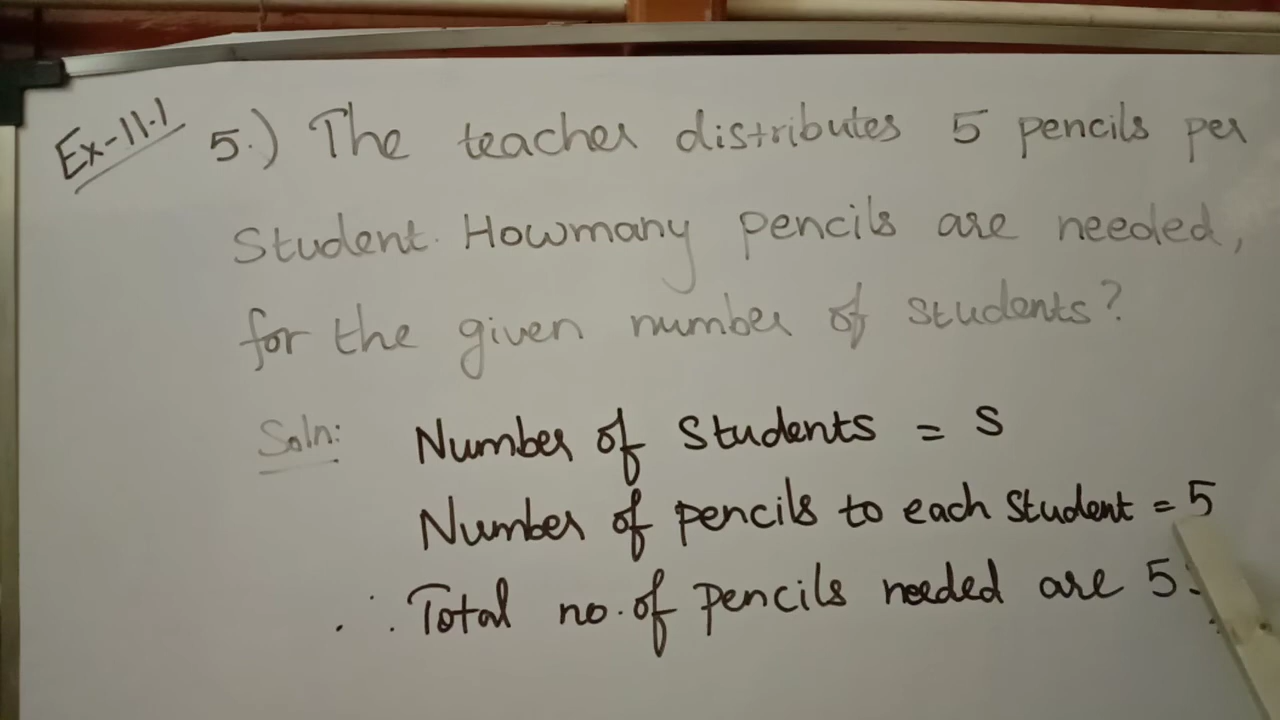 Ex-11.1
5.) The teacher distributes 5 pencils per
Student. Howmany pencils are needed,
for the given number of students?
Soln: Number of Students = S
Number of pencils to each Student = 5
∴ Total no. of pencils needed are 5